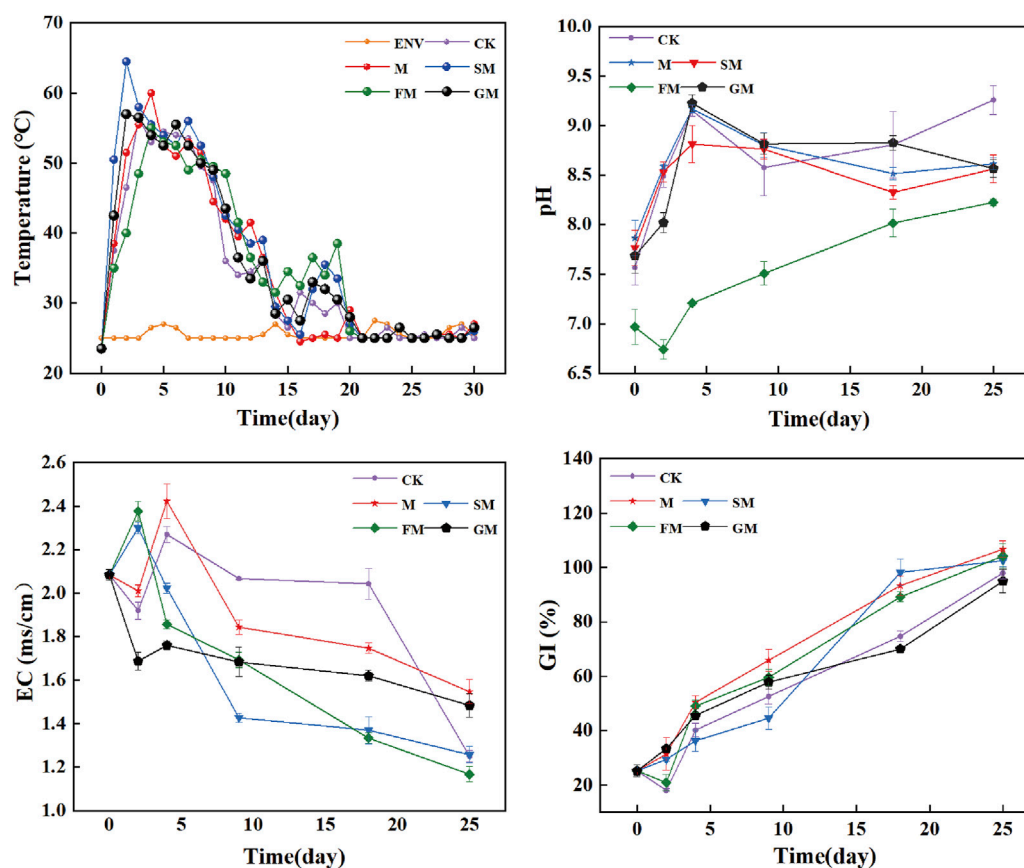 70
60
50
40
30
20
Temperature (°C)
ENV CK
M SM
FM GM
0 5 10 15 20 25 30
Time(day)
10.0
9.5
9.0
8.5
8.0
7.5
7.0
6.5
pH
CK
M SM
FM GM
0 5 10 15 20 25
Time(day)
2.6
2.4
2.2
2.0
1.8
1.6
1.4
1.2
1.0
EC (ms/cm)
CK
M SM
FM GM
0 5 10 15 20 25
Time(day)
140
120
100
80
60
40
20
GI (%)
CK
M SM
FM GM
0 5 10 15 20 25
Time(day)